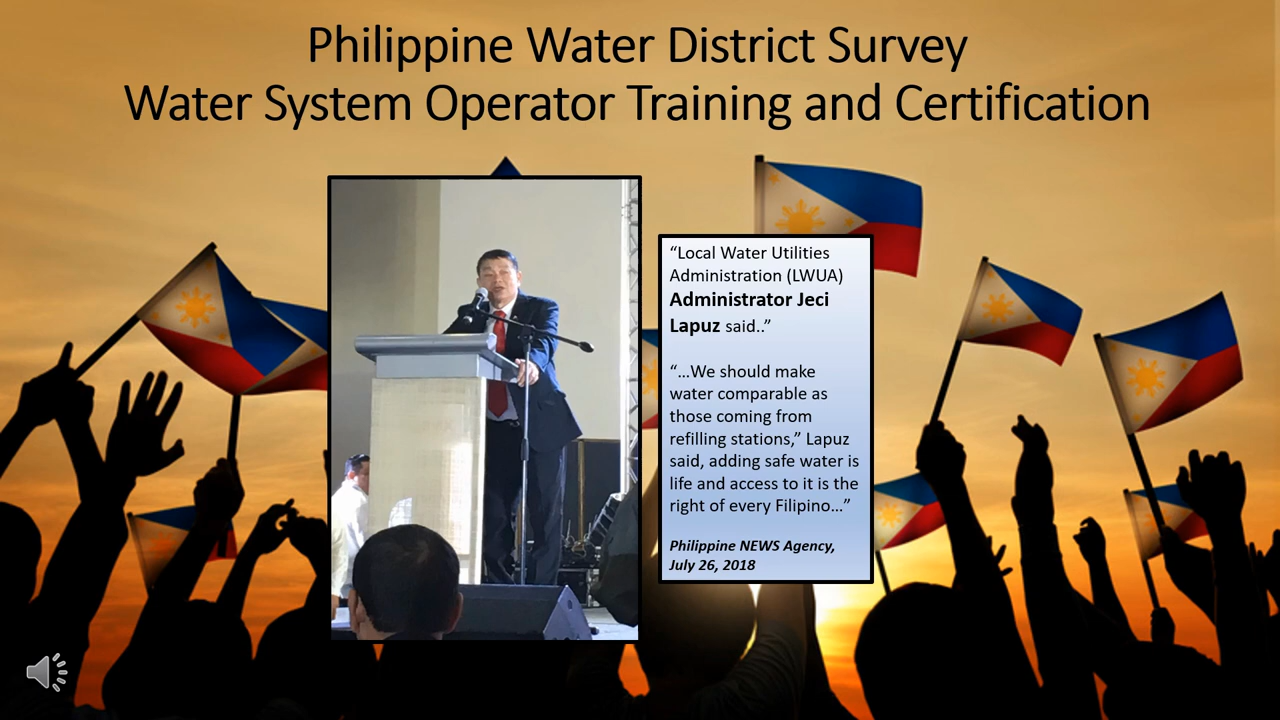 Philippine Water District Survey
Water System Operator Training and Certification
“Local Water Utilities
Administration (LWUA)
Administrator Jeci
Lapuz said..”
“…We should make
water comparable as
those coming from
refilling stations,” Lapuz
said, adding safe water is
life and access to it is the
right of every Filipino…”
Philippine NEWS Agency,
July 26, 2018